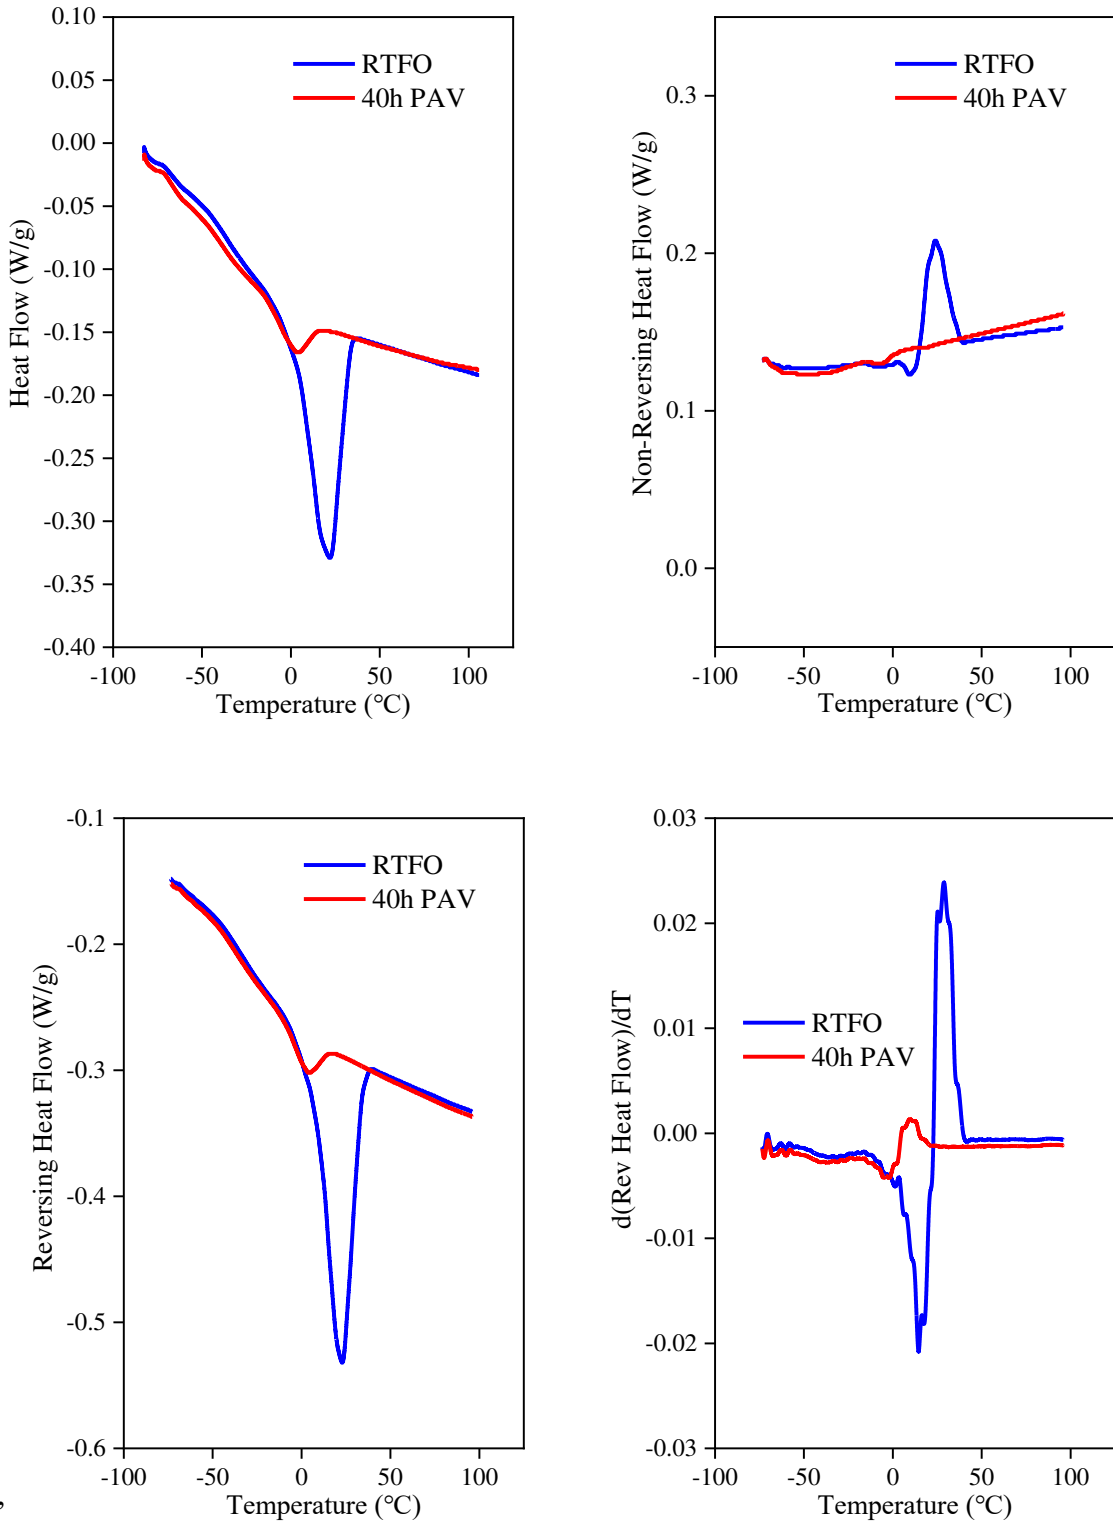 0.10
0.05
0.00
-0.05
-0.10
-0.15
-0.20
-0.25
-0.30
-0.35
-0.40
Heat Flow (W/g)
RTFO
40h PAV
-100 -50 0 50 100
Temperature (℃)
0.3
0.2
0.1
0.0
Non-Reversing Heat Flow (W/g)
RTFO
40h PAV
-100 -50 0 50 100
Temperature (℃)
-0.1
-0.2
-0.3
-0.4
-0.5
-0.6
Reversing Heat Flow (W/g)
RTFO
40h PAV
-100 -50 0 50 100
Temperature (℃)
,
0.03
0.02
0.01
0.00
-0.01
-0.02
-0.03
d(Rev Heat Flow)/dT
RTFO
40h PAV
-100 -50 0 50 100
Temperature (℃)